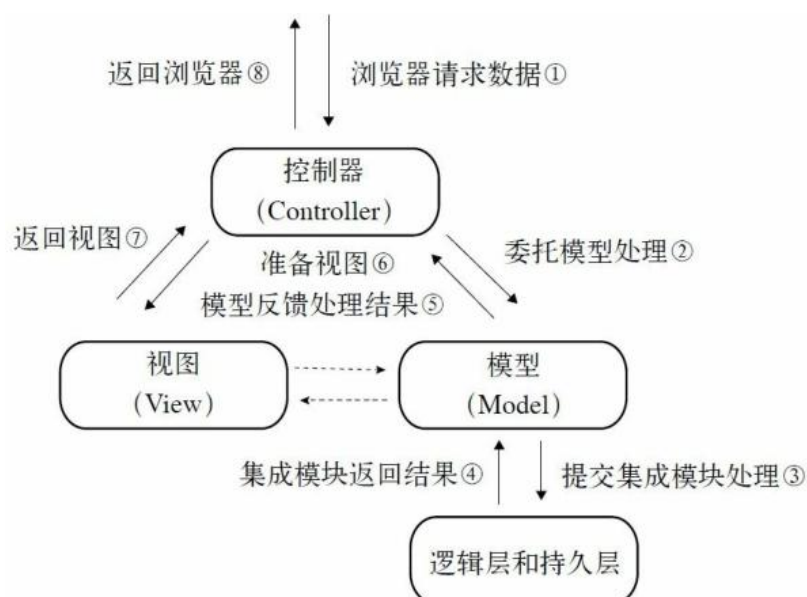 返回浏览器⑧
浏览器请求数据①
控制器
(Controller)
返回视图⑦
准备视图⑥
委托模型处理②
模型反馈处理结果⑤
视图
(View)
模型
(Model)
集成模块返回结果④
提交集成模块处理③
逻辑层和持久层